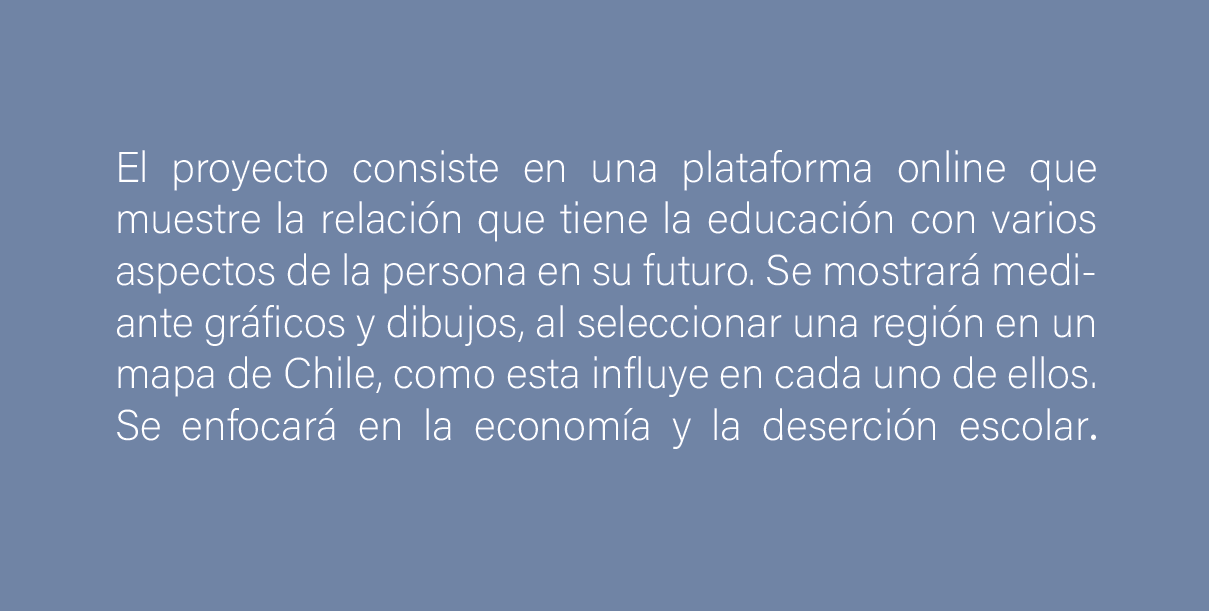 El proyecto consiste en una plataforma online que
muestre la relación que tiene la educación con varios
aspectos de la persona en su futuro. Se mostrará medi-
ante gráficos y dibujos, al seleccionar una región en un
mapa de Chile, como esta influye en cada uno de ellos.
Se enfocará en la economía y la deserción escolar.